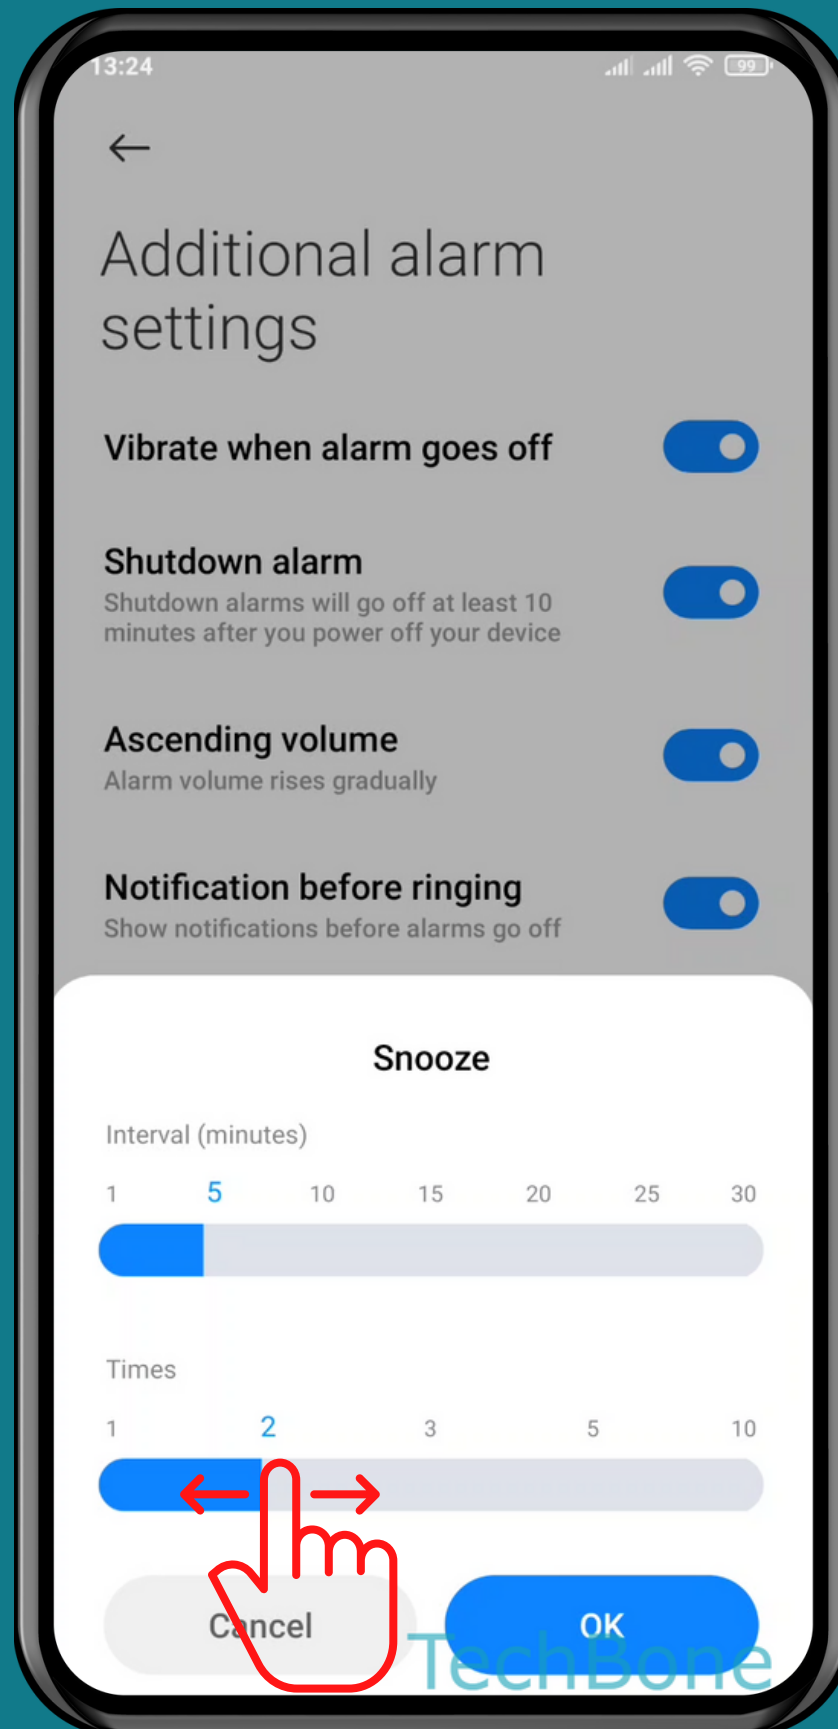 13:24
99
Additional alarm
settings
Vibrate when alarm goes off
Shutdown alarm
Shutdown alarms will go off at least 10
minutes after you power off your device
Ascending volume
Alarm volume rises gradually
Notification before ringing
Show notifications before alarms go off
Snooze
Interval (minutes)
1 5 10 15 20 25 30
Times
1 2 3 5 10
Cancel OK
TechBone